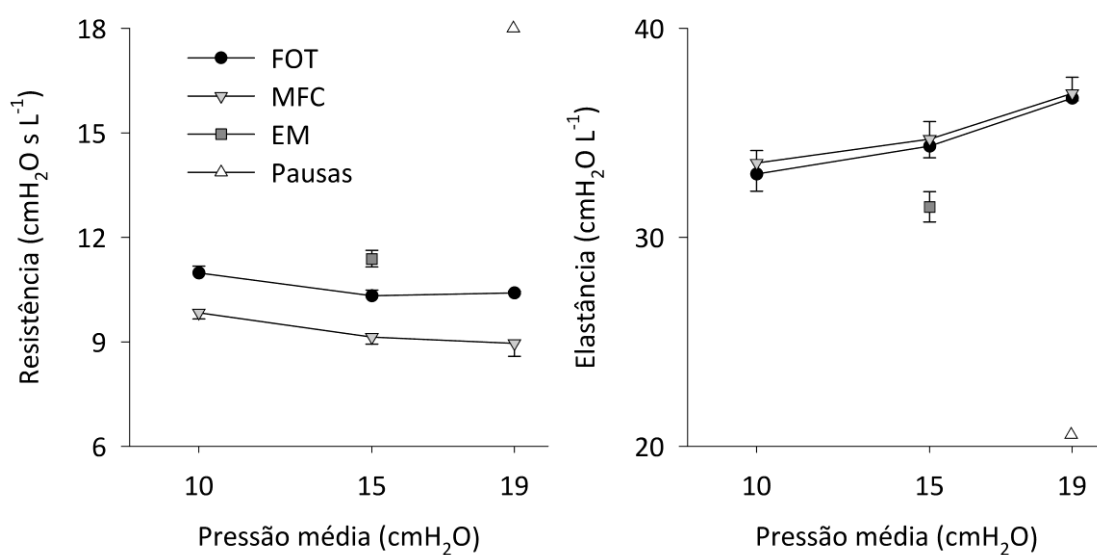 Resistência (cmH₂O s L⁻¹)
18
15
12
9
6
FOT
MFC
EM
Pausas
10 15 19
Pressão média (cmH₂O)
Elastância (cmH₂O L⁻¹)
40
30
20
10 15 19
Pressão média (cmH₂O)